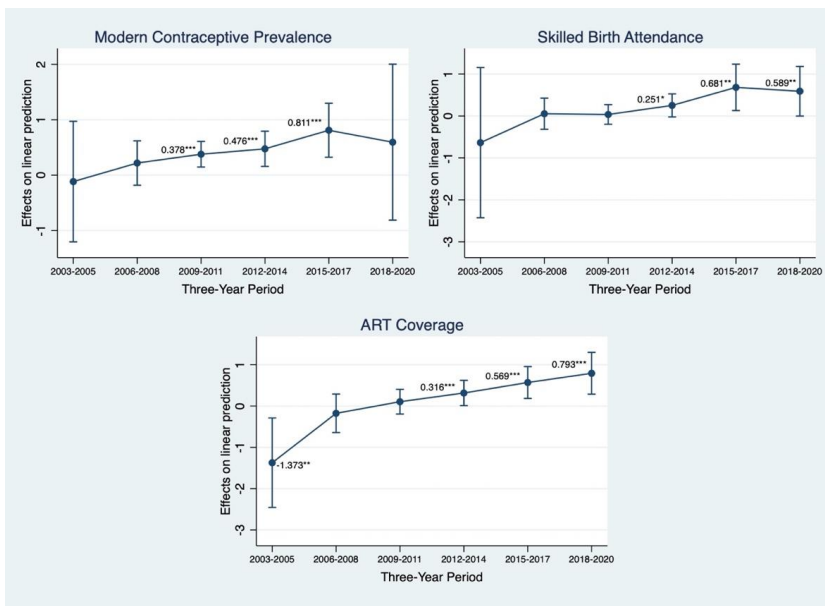 Modern Contraceptive Prevalence
Effects on linear prediction
2
1
0
-1
0.378***
0.476***
0.811***
2003-2005 2006-2008 2009-2011 2012-2014 2015-2017 2018-2020
Three-Year Period
Skilled Birth Attendance
Effects on linear prediction
1
0
-1
-2
-3
0.251*
0.681**
0.589**
2003-2005 2006-2008 2009-2011 2012-2014 2015-2017 2018-2020
Three-Year Period
ART Coverage
Effects on linear prediction
1
0
-1
-2
-3
-1.373**
0.316***
0.569***
0.793***
2003-2005 2006-2008 2009-2011 2012-2014 2015-2017 2018-2020
Three-Year Period